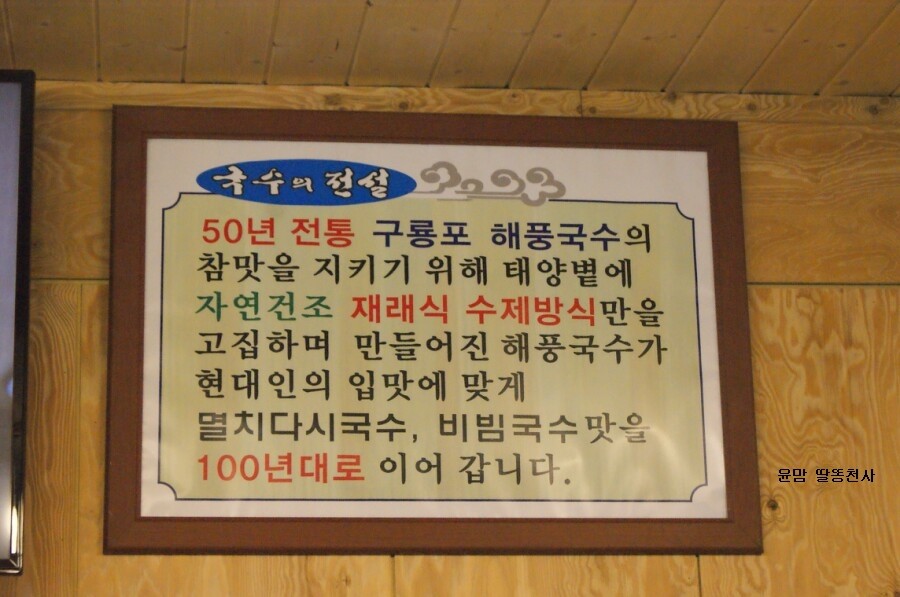 국수의 전설
50년 전통 구룡포 해풍국수의
참맛을 지키기 위해 태양볕에
자연건조 재래식 수제방식만을
고집하며 만들어진 해풍국수가
현대인의 입맛에 맞게
멸치다시국수, 비빔국수맛을
100년대로 이어 갑니다.
윤맘 딸똥천사